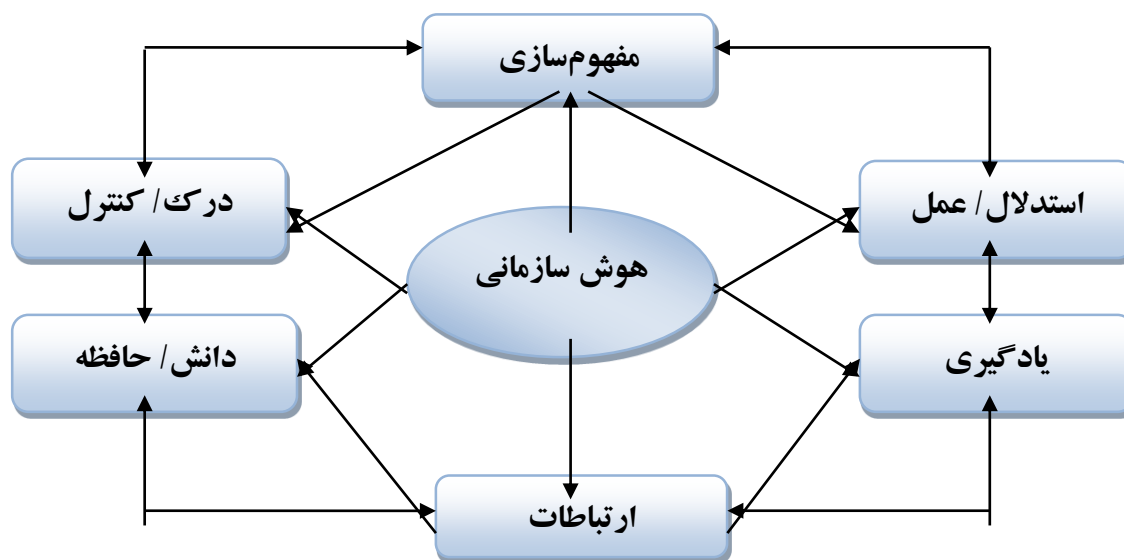 مفهوم‌سازی
استدلال/ عمل
درک/ کنترل
هوش سازمانی
یادگیری
دانش/ حافظه
ارتباطات